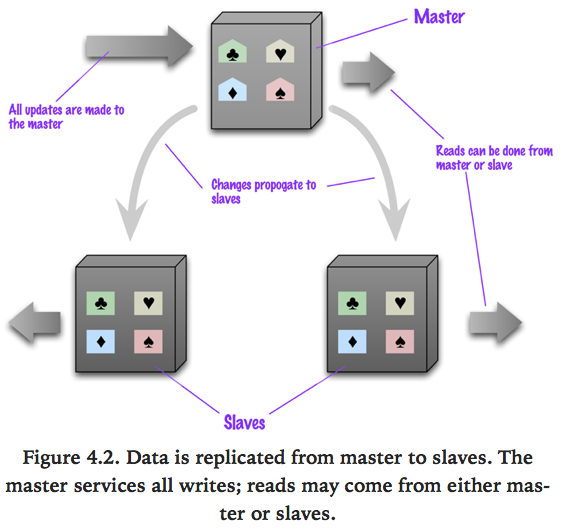 Master
All updates are made to
the master
Reads can be done from
master or slave
Changes propogate to
slaves
Slaves
Figure 4.2. Data is replicated from master to slaves. The
master services all writes; reads may come from either mas-
ter or slaves.